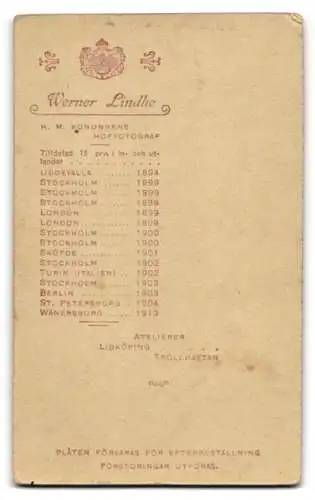 Werner Lindhe
H. M. KONUNGENS
HOFFOTOGRAF
Tilldelad 15 pris i in- och ut-
landet ............
UDDEVALLA ...... 1894
STOCKHOLM ...... 1899
STOCKHOLM ...... 1899
STOCKHOLM ...... 1899
LONDON ...... 1899
LONDON ...... 1899
STOCKHOLM ...... 1900
STOCKHOLM ...... 1900
SKÖFDE ...... 1901
STOCKHOLM ...... 1902
TURIN (ITALIEN) .. 1902
STOCKHOLM ...... 1903
BERLIN ...... 1903
ST. PETERSBURG . 1904
WÄNERSBORG .... 1913
ATELIERER
LIDKÖPING . . . .
TROLLHÄTTAN
PLÅTEN FÖRVARAS FÖR EFTERBESTÄLLNING
FÖRSTORINGAR UTFÖRAS.